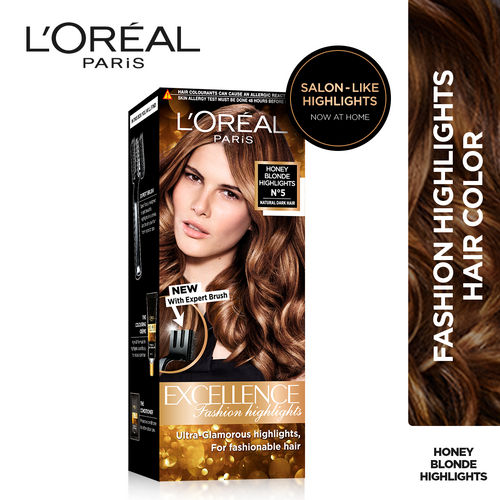 L'ORÉAL
PARiS
SALON-LIKE
HIGHLIGHTS
NOW AT HOME
HAIR COLOURANTS CAN CAUSE AN ALLERGIC REACT
SKIN ALLERGY TEST MUST BE DONE 48 HOURS BEFORE
L'ORÉAL
PARiS
HONEY
BLONDE
HIGHLIGHTS
Nº5
NATURAL DARK HAIR
NEW
With Expert Brush
EXCELLENCE
Fashion highlights
Ultra-Glamorous highlights,
For fashionable hair
FASHION HIGHLIGHTS
HAIR COLOR
HONEY
BLONDE
HIGHLIGHTS